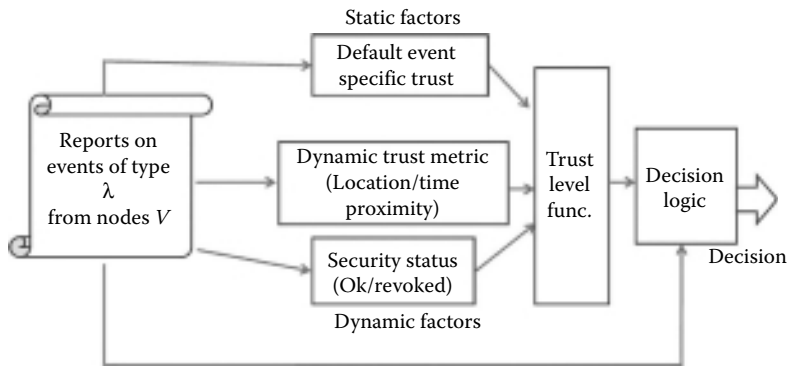 Static factors
Default event
specific trust
Reports on
events of type
λ
from nodes V
Dynamic trust metric
(Location/time
proximity)
Security status
(Ok/revoked)
Dynamic factors
Trust
level
func.
Decision
logic
Decision